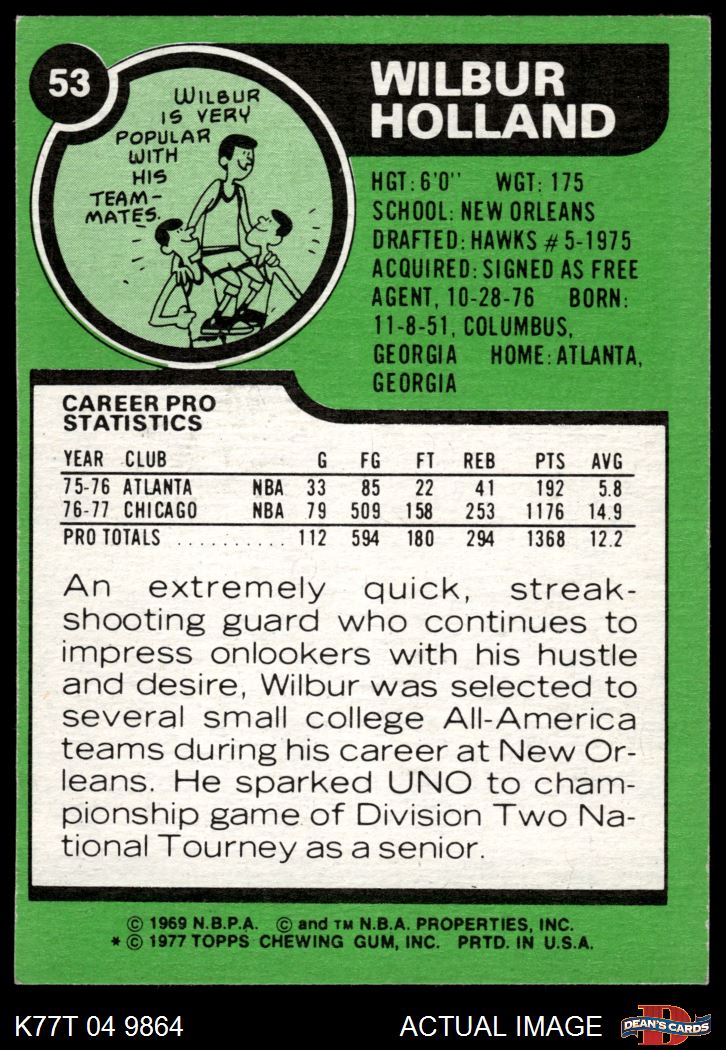 53
WILBUR
IS VERY
POPULAR
WITH
HIS
TEAM-
MATES.
WILBUR
HOLLAND
HGT: 6'0" WGT: 175
SCHOOL: NEW ORLEANS
DRAFTED: HAWKS #5-1975
ACQUIRED: SIGNED AS FREE
AGENT, 10-28-76 BORN:
11-8-51, COLUMBUS,
GEORGIA HOME: ATLANTA,
GEORGIA
CAREER PRO
STATISTICS
YEAR CLUB G FG FT REB PTS AVG
75-76 ATLANTA NBA 33 85 22 41 192 5.8
76-77 CHICAGO NBA 79 509 158 253 1176 14.9
PRO TOTALS . . . . . . . . . . 112 594 180 294 1368 12.2
An extremely quick, streak-
shooting guard who continues to
impress onlookers with his hustle
and desire, Wilbur was selected to
several small college All-America
teams during his career at New Or-
leans. He sparked UNO to cham-
pionship game of Division Two Na-
tional Tourney as a senior.
© 1969 N.B.P.A. © and TM N.B.A. PROPERTIES, INC.
* © 1977 TOPPS CHEWING GUM, INC. PRTD. IN U.S.A.
K77T 04 9864 ACTUAL IMAGE D DEAN'S CARDS